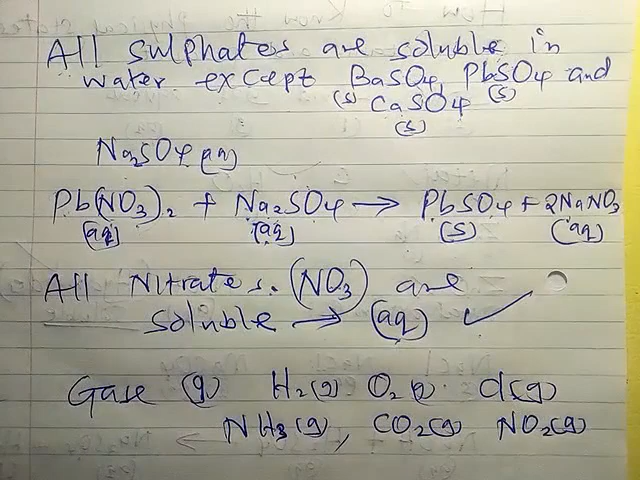 All sulphates are soluble in
water except BaSO4, PbSO4 and
(s) CaSO4 (s)
(s)
Na2SO4 (aq)
Pb(NO3)2 + Na2SO4 → PbSO4 + 2NaNO3
(aq) (aq) (s) (aq)
All Nitrates. (NO3) are
soluble → (aq) ✓
Gase (g) H2(g) O2(g) Cl(g)
NH3(g), CO2(g) NO2(g)